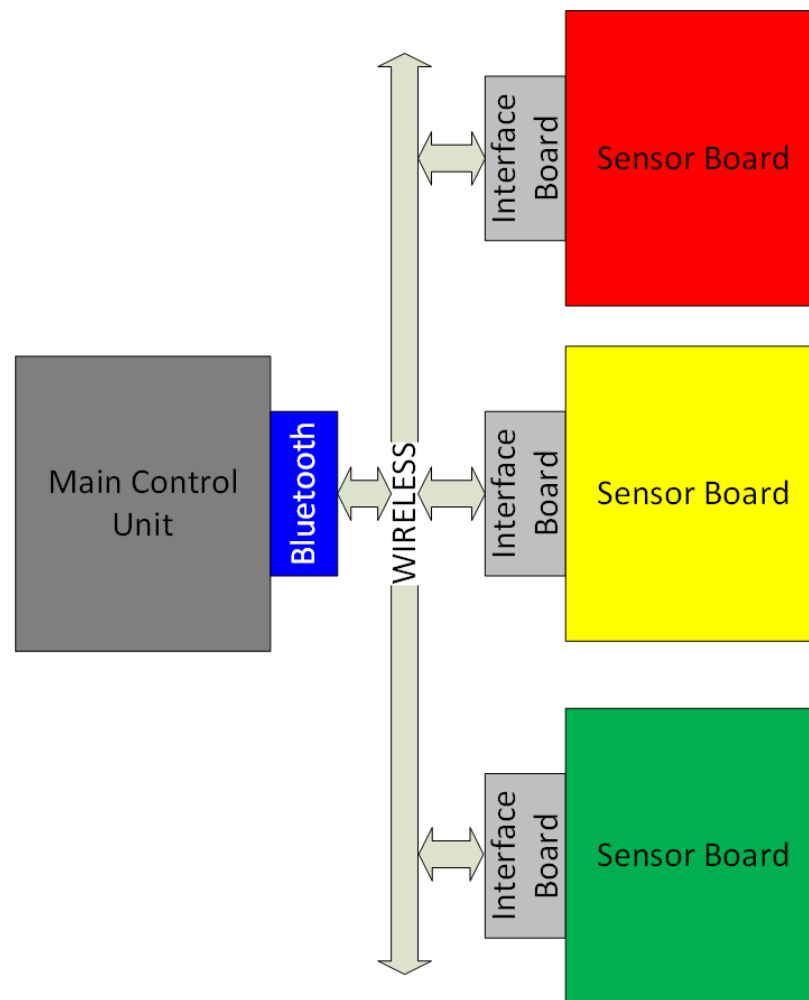 Interface
Board
Sensor Board
Main Control
Unit
Bluetooth
WIRELESS
Interface
Board
Sensor Board
Interface
Board
Sensor Board